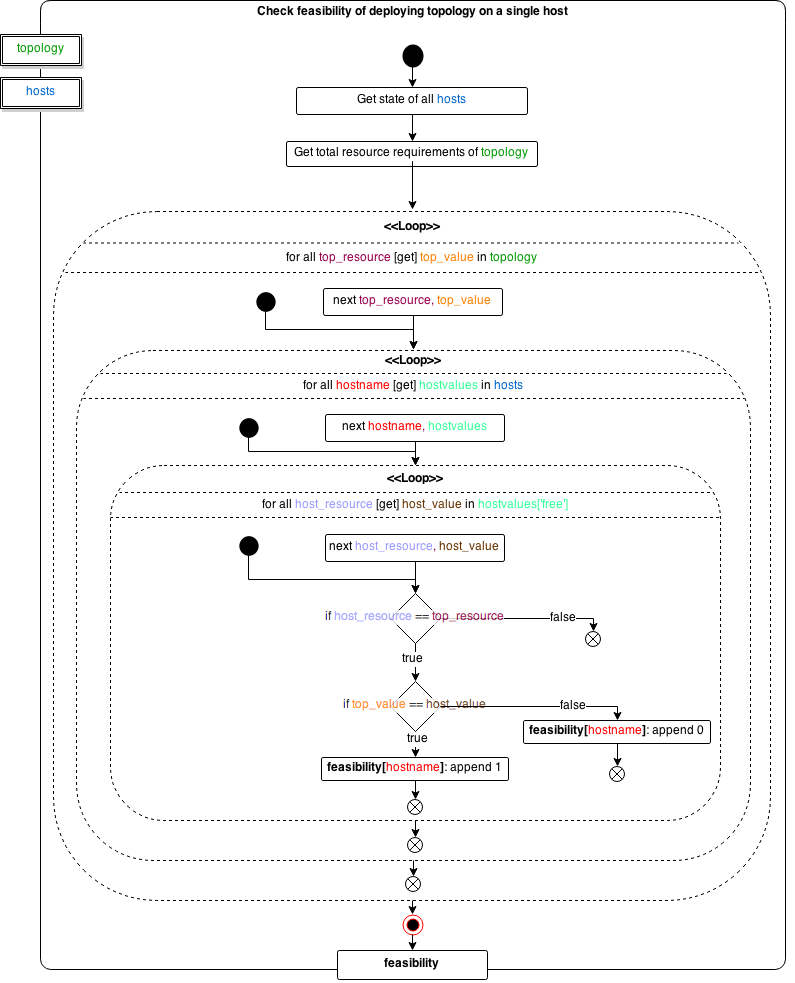 Check feasibility of deploying topology on a single host
topology
hosts
Get state of all hosts
Get total resource requirements of topology
<<Loop>>
for all top_resource [get] top_value in topology
next top_resource, top_value
<<Loop>>
for all hostname [get] hostvalues in hosts
next hostname, hostvalues
<<Loop>>
for all host_resource [get] host_value in hostvalues['free']
next host_resource, host_value
if host_resource == top_resource
false
true
if top_value == host_value
false
feasibility[hostname]: append 0
true
feasibility[hostname]: append 1
feasibility